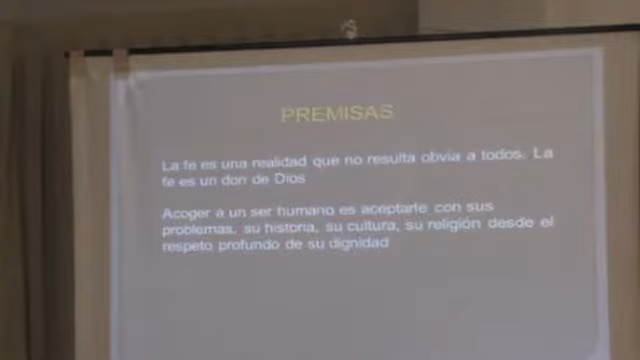 PREMISAS
La fe es una realidad que no resulta obvia a todos. La
fe es un don de Dios
Acoger a un ser humano es aceptarle con sus
problemas, su historia, su cultura, su religión desde el
respeto profundo de su dignidad